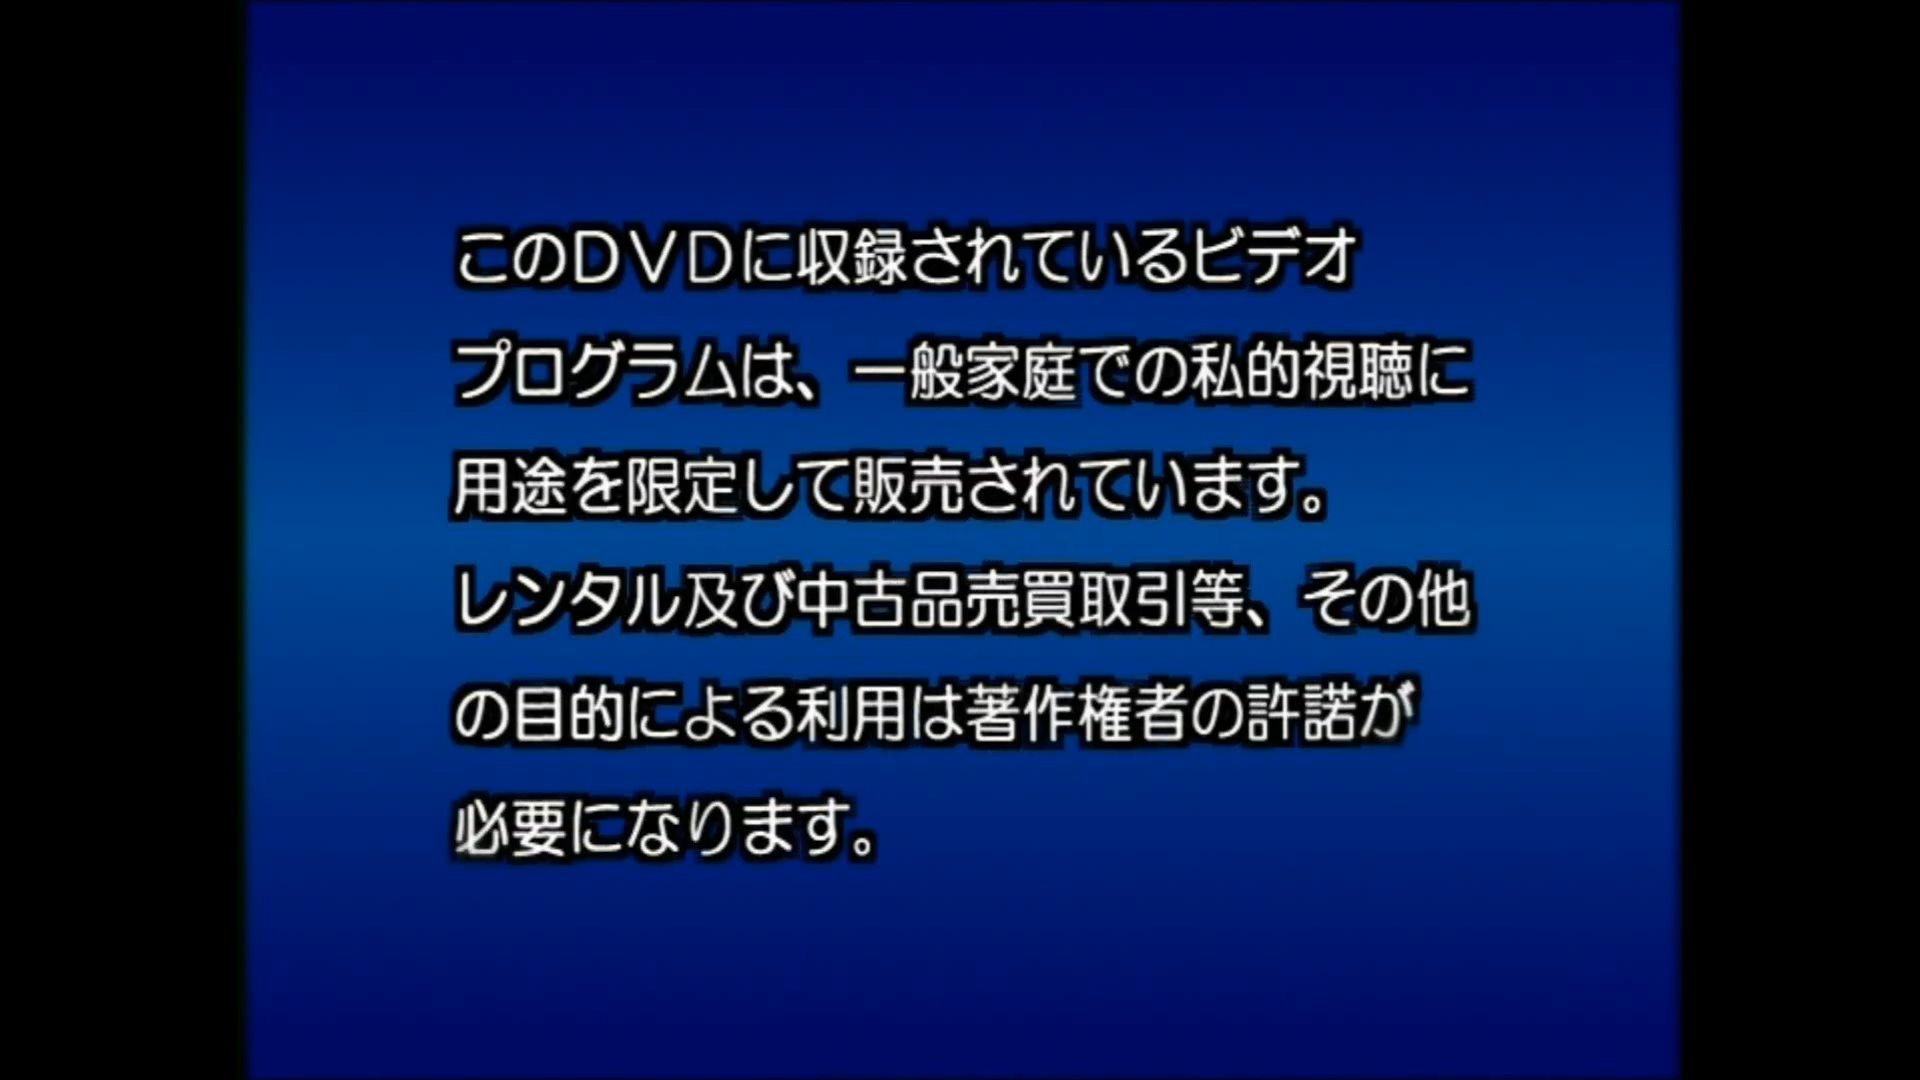 このDVDに収録されているビデオ
プログラムは、一般家庭での私的視聴に
用途を限定して販売されています。
レンタル及び中古品売買取引等、その他
の目的による利用は著作権者の許諾が
必要になります。